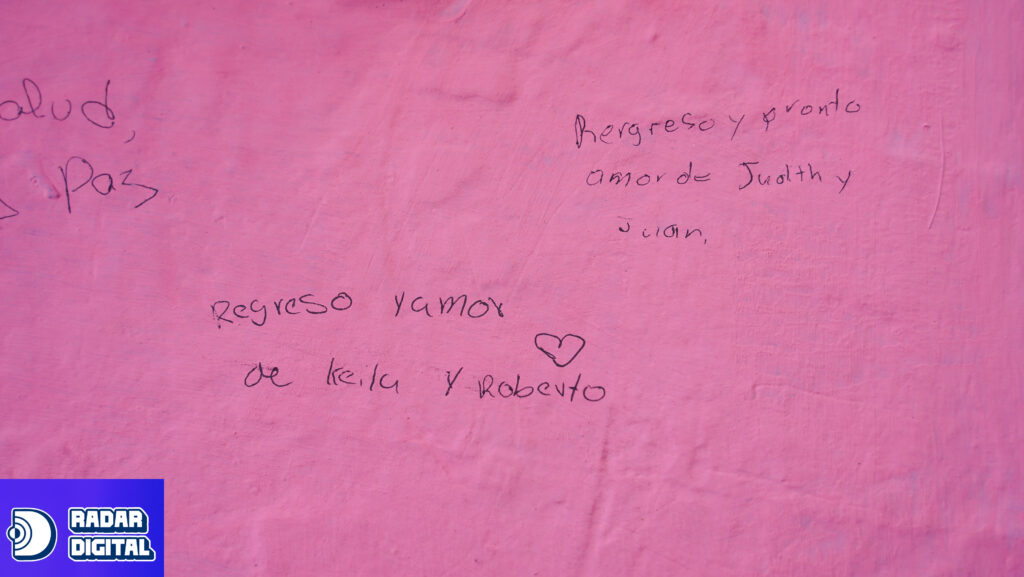 alud,
y paz
Rergreso y pronto
amor de Judith y
Juan,
Regreso y amor
de Keila y Roberto
RADAR
DIGITAL